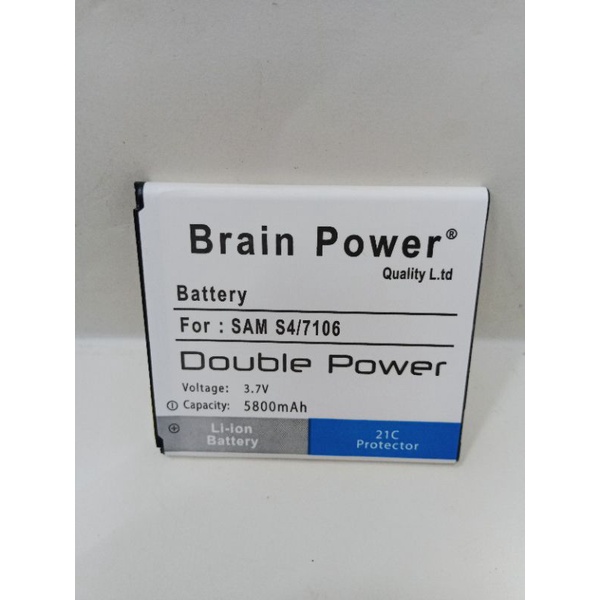 Brain Power®
Quality L.td
Battery
For : SAM S4/7106
Double Power
Voltage: 3.7V
Capacity: 5800mAh
Li-Ion
Battery
21C
Protector